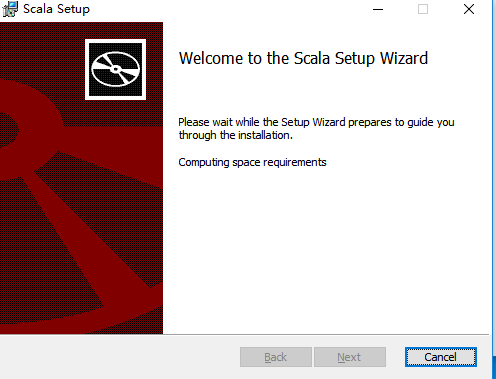 Scala Setup
Welcome to the Scala Setup Wizard
Please wait while the Setup Wizard prepares to guide you
through the installation.
Computing space requirements
Back Next Cancel